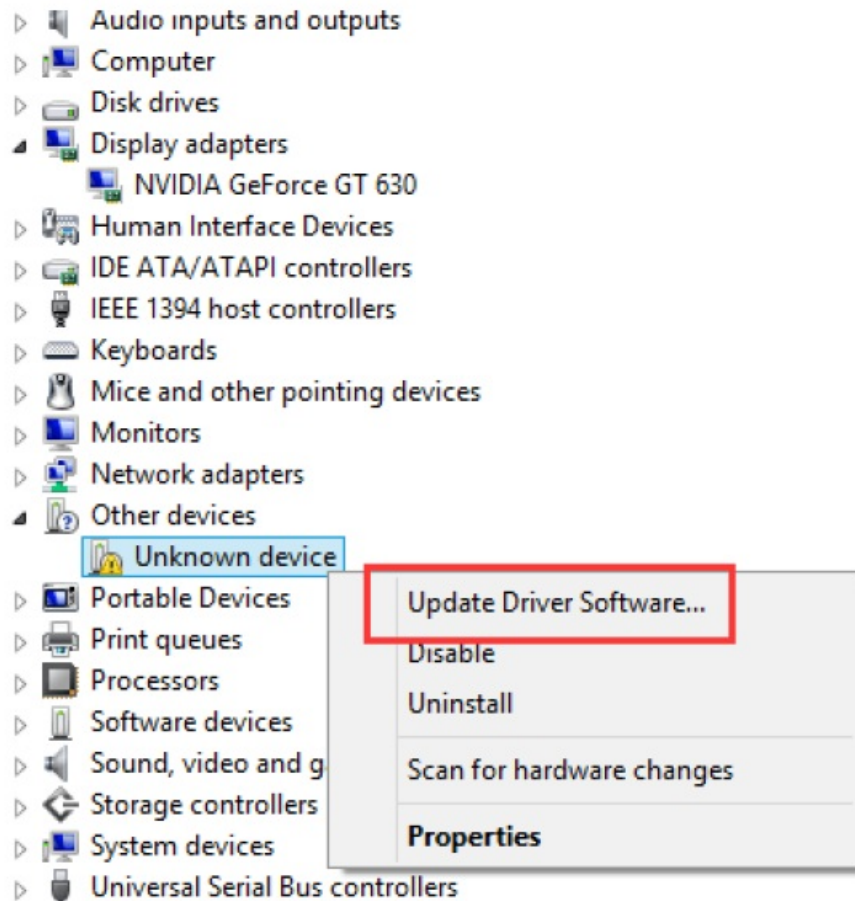 Audio inputs and outputs
Computer
Disk drives
Display adapters
NVIDIA GeForce GT 630
Human Interface Devices
IDE ATA/ATAPI controllers
IEEE 1394 host controllers
Keyboards
Mice and other pointing devices
Monitors
Network adapters
Other devices
Unknown device
Portable Devices
Print queues
Processors
Software devices
Sound, video and g
Storage controllers
System devices
Universal Serial Bus controllers
Update Driver Software...
Disable
Uninstall
Scan for hardware changes
Properties